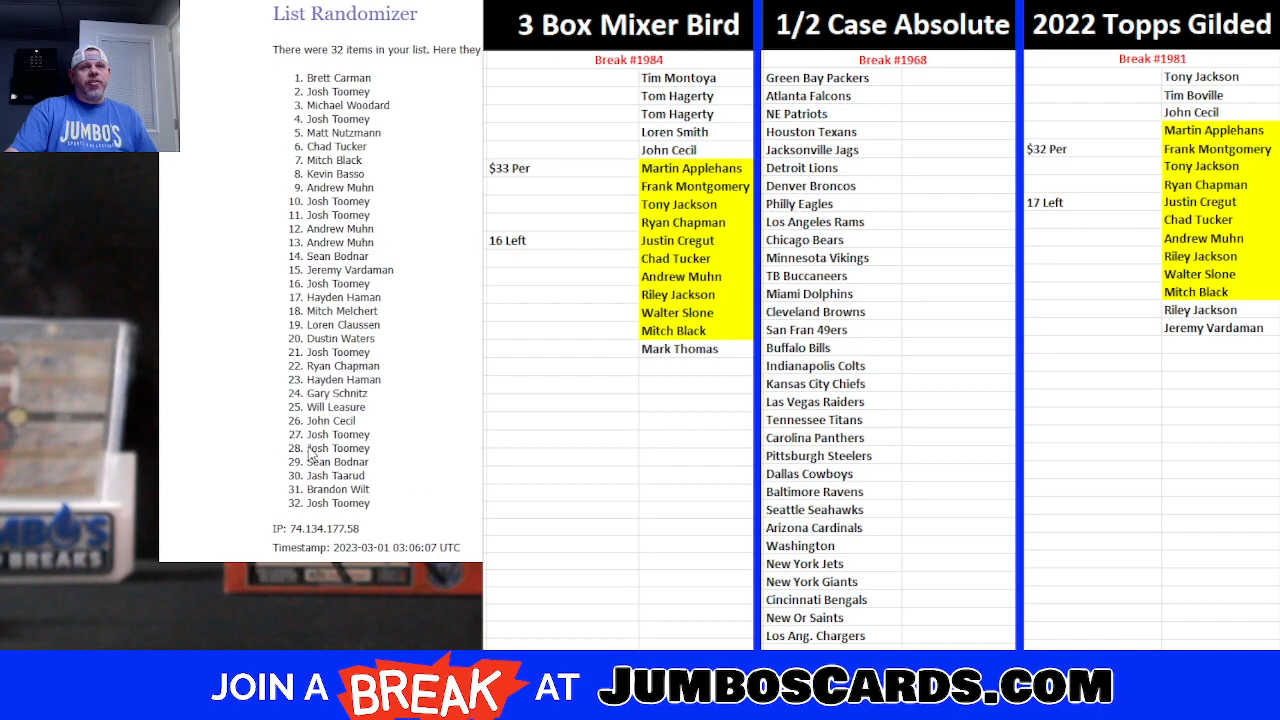 List Randomizer
There were 32 items in your list. Here they
1. Brett Carman
2. Josh Toomey
3. Michael Woodard
4. Josh Toomey
5. Matt Nutzmann
6. Chad Tucker
7. Mitch Black
8. Kevin Basso
9. Andrew Muhn
10. Josh Toomey
11. Josh Toomey
12. Andrew Muhn
13. Andrew Muhn
14. Sean Bodnar
15. Jeremy Vardaman
16. Josh Toomey
17. Hayden Haman
18. Mitch Melchert
19. Loren Claussen
20. Dustin Waters
21. Josh Toomey
22. Ryan Chapman
23. Hayden Haman
24. Gary Schnitz
25. Will Leasure
26. John Cecil
27. Josh Toomey
28. Josh Toomey
29. Sean Bodnar
30. Jash Taarud
31. Brandon Wilt
32. Josh Toomey
IP: 74.134.177.58
Timestamp: 2023-03-01 03:06:07 UTC
JUMBO'S
3 Box Mixer Bird
Break #1984
Tim Montoya
Tom Hagerty
Tom Hagerty
Loren Smith
John Cecil
$33 Per Martin Applehans
Frank Montgomery
Tony Jackson
Ryan Chapman
16 Left Justin Cregut
Chad Tucker
Andrew Muhn
Riley Jackson
Walter Slone
Mitch Black
Mark Thomas
1/2 Case Absolute
Break #1968
Green Bay Packers
Atlanta Falcons
NE Patriots
Houston Texans
Jacksonville Jags
Detroit Lions
Denver Broncos
Philly Eagles
Los Angeles Rams
Chicago Bears
Minnesota Vikings
TB Buccaneers
Miami Dolphins
Cleveland Browns
San Fran 49ers
Buffalo Bills
Indianapolis Colts
Kansas City Chiefs
Las Vegas Raiders
Tennessee Titans
Carolina Panthers
Pittsburgh Steelers
Dallas Cowboys
Baltimore Ravens
Seattle Seahawks
Arizona Cardinals
Washington
New York Jets
New York Giants
Cincinnati Bengals
New Or Saints
Los Ang. Chargers
2022 Topps Gilded
Break #1981
Tony Jackson
Tim Boville
John Cecil
Martin Applehans
$32 Per Frank Montgomery
Tony Jackson
Ryan Chapman
17 Left Justin Cregut
Chad Tucker
Andrew Muhn
Riley Jackson
Walter Slone
Mitch Black
Riley Jackson
Jeremy Vardaman
MBO'S
BREAKS
JOIN A BREAK AT JUMBOSCARDS.COM